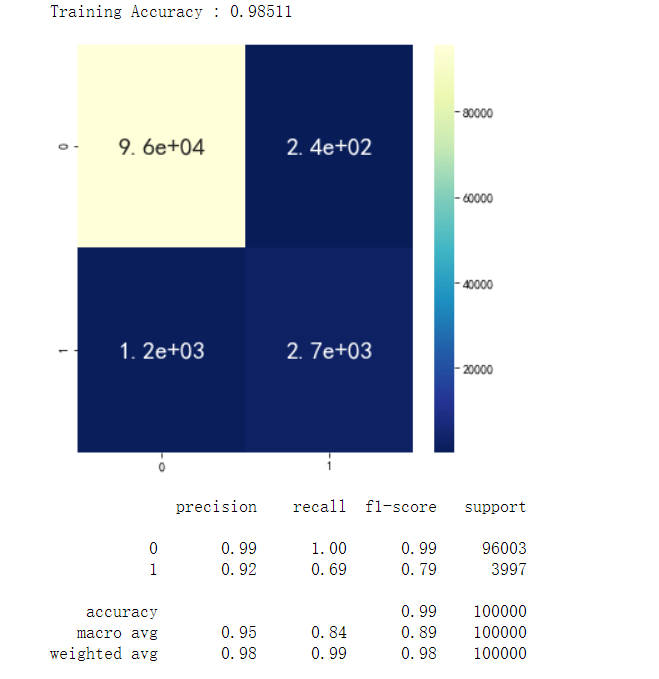 Training Accuracy : 0.98511
80000
0 9.6e+04 2.4e+02
60000
40000
1 1.2e+03 2.7e+03
20000
0 1
precision recall f1-score support
0 0.99 1.00 0.99 96003
1 0.92 0.69 0.79 3997
accuracy 0.99 100000
macro avg 0.95 0.84 0.89 100000
weighted avg 0.98 0.99 0.98 100000